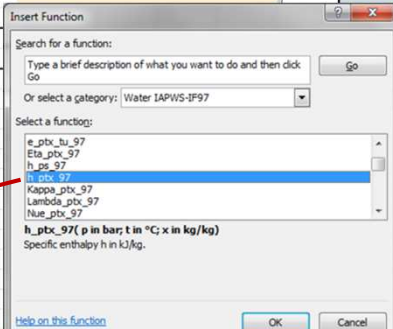 Insert Function
Search for a function:
Type a brief description of what you want to do and then click
Go
Go
Or select a category: Water IAPWS-IF97
Select a function:
e_ptx_tu_97
Eta_ptx_97
h_ps_97
h_ptx_97
Kappa_ptx_97
Lambda_ptx_97
Nue_ptx_97
h_ptx_97( p in bar; t in °C; x in kg/kg)
Specific enthalpy h in kJ/kg.
Help on this function
OK
Cancel